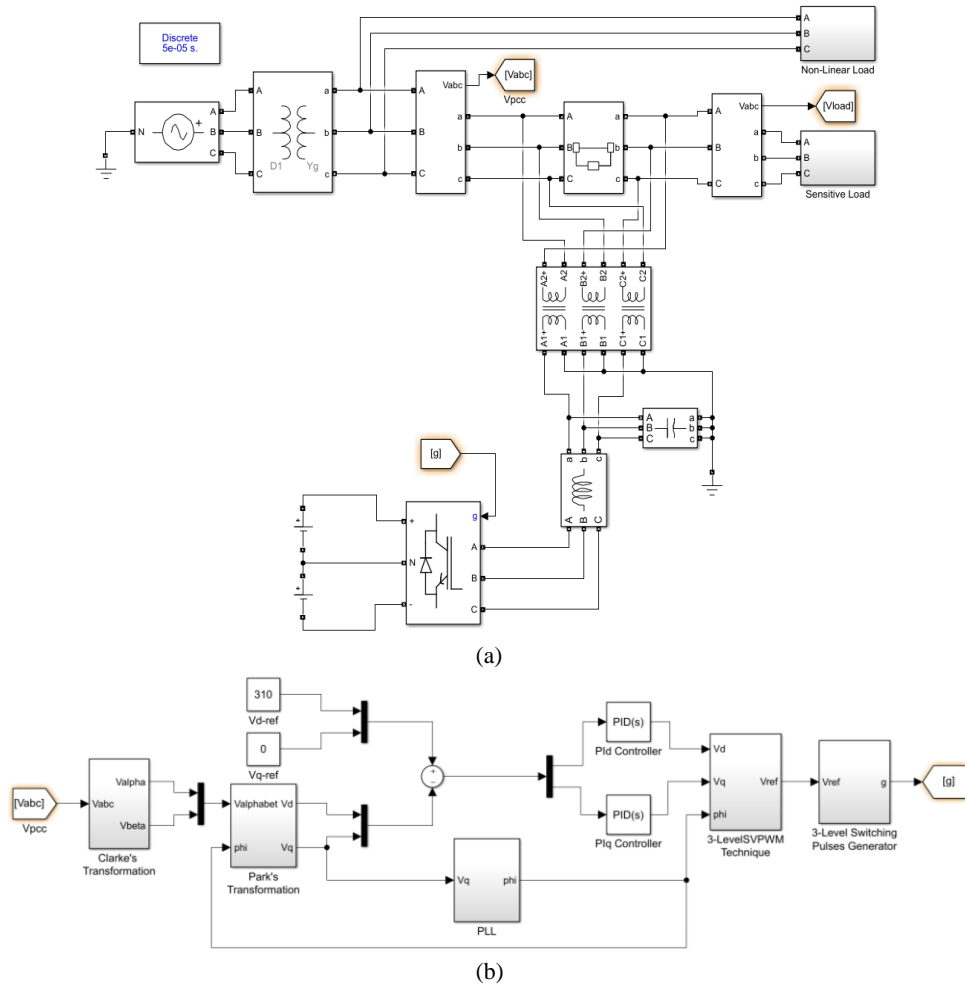 Discrete
5e-05 s.
N
A
B
C
A
B
C
D1
Yg
a
b
c
A
B
C
Vabc
a
b
c
[Vabc]
Vpcc
A
B
C
a
b
c
A
B
C
Non-Linear Load
A
B
C
Vabc
a
b
c
[Vload]
A
B
C
Sensitive Load
A2+
A2
B2+
B2
C2+
C2
A1+
A1
B1+
B1
C1+
C1
A
B
C
a
b
c
[g]
a
b
c
A
B
C
+
N
-
g
A
B
C
+
+
(a)
310
Vd-ref
0
Vq-ref
[Vabc]
Vpcc
Vabc
Valpha
Vbeta
Clarke's
Transformation
Valphabet
phi
Vd
Vq
Park's
Transformation
Vq
phi
PLL
PID(s)
PId Controller
PID(s)
PIq Controller
Vd
Vq
phi
Vref
3-LevelSVPWM
Technique
Vref
g
3-Level Switching
Pulses Generator
[g]
(b)